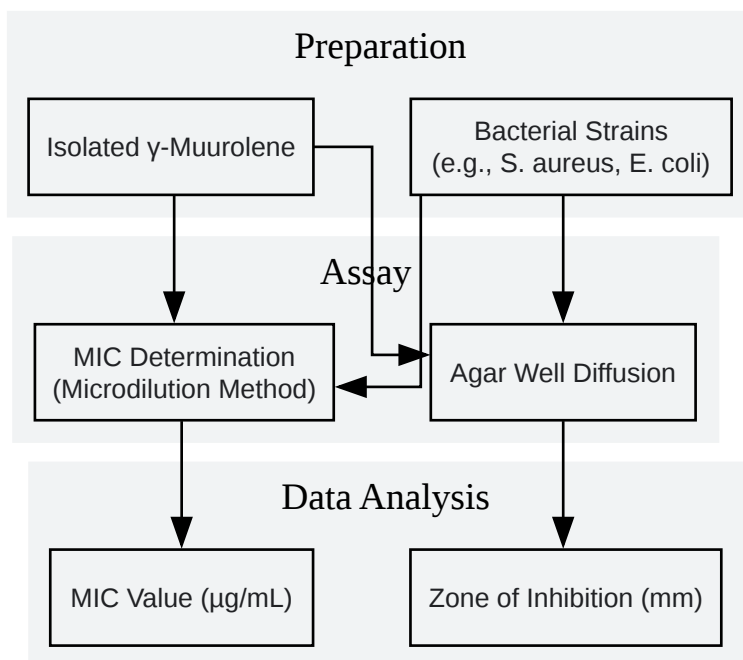 Preparation
Isolated γ-Muurolene
Bacterial Strains
(e.g., S. aureus, E. coli)
Assay
MIC Determination
(Microdilution Method)
Agar Well Diffusion
Data Analysis
MIC Value (µg/mL)
Zone of Inhibition (mm)